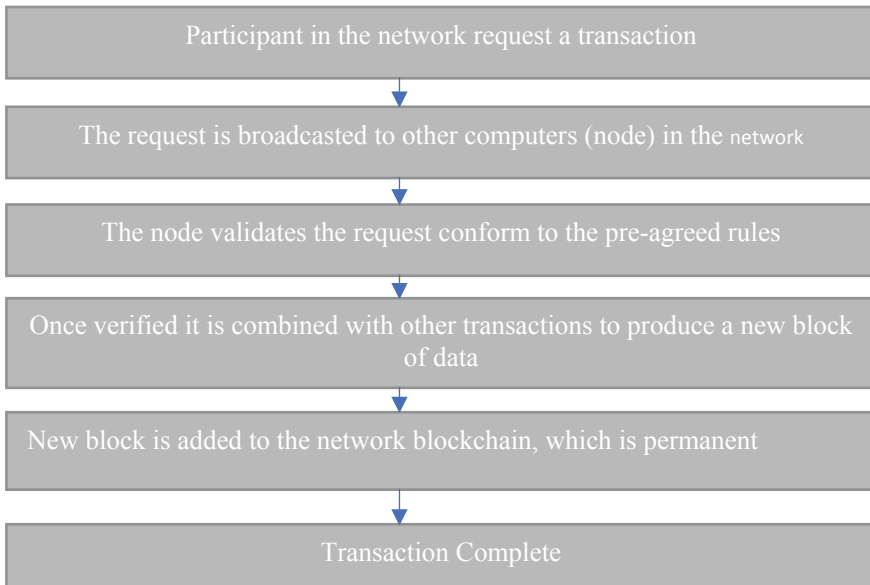 Participant in the network request a transaction
The request is broadcasted to other computers (node) in the network
The node validates the request conform to the pre-agreed rules
Once verified it is combined with other transactions to produce a new block
of data
New block is added to the network blockchain, which is permanent
Transaction Complete